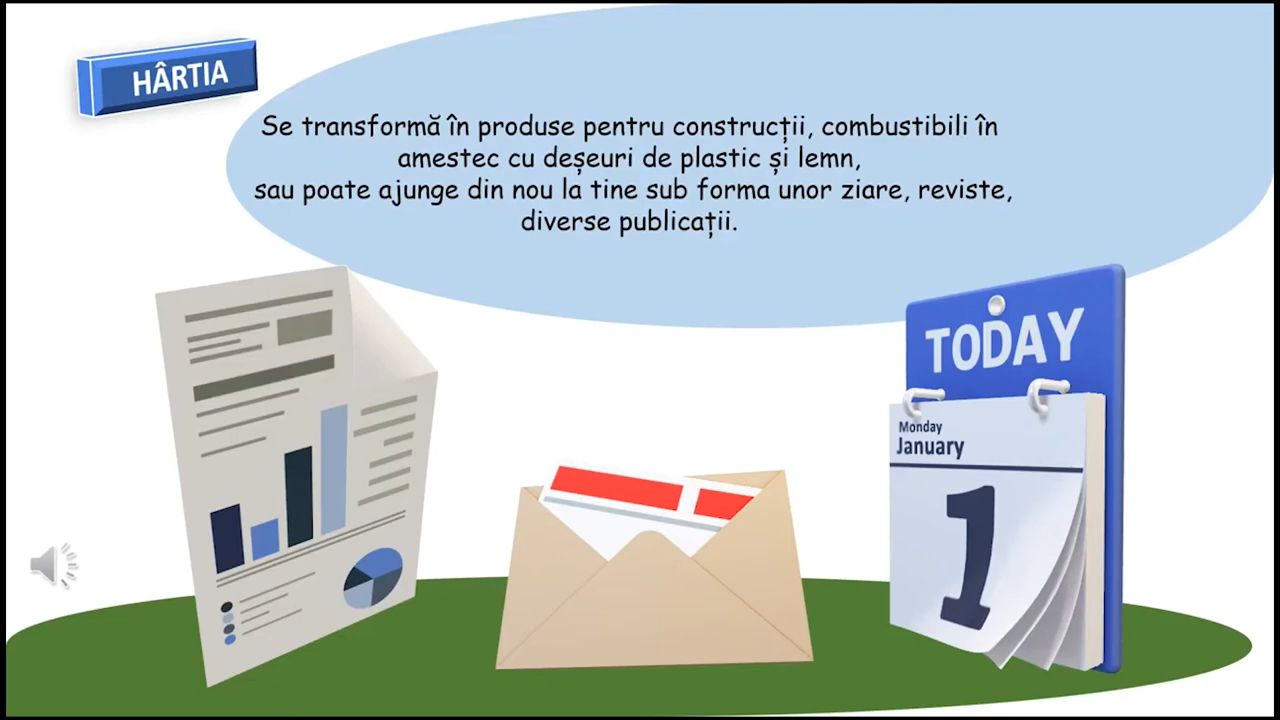 HÂRTIA
Se transformă în produse pentru construcții, combustibili în
amestec cu deșeuri de plastic și lemn,
sau poate ajunge din nou la tine sub forma unor ziare, reviste,
diverse publicații.
TODAY
Monday
January
1